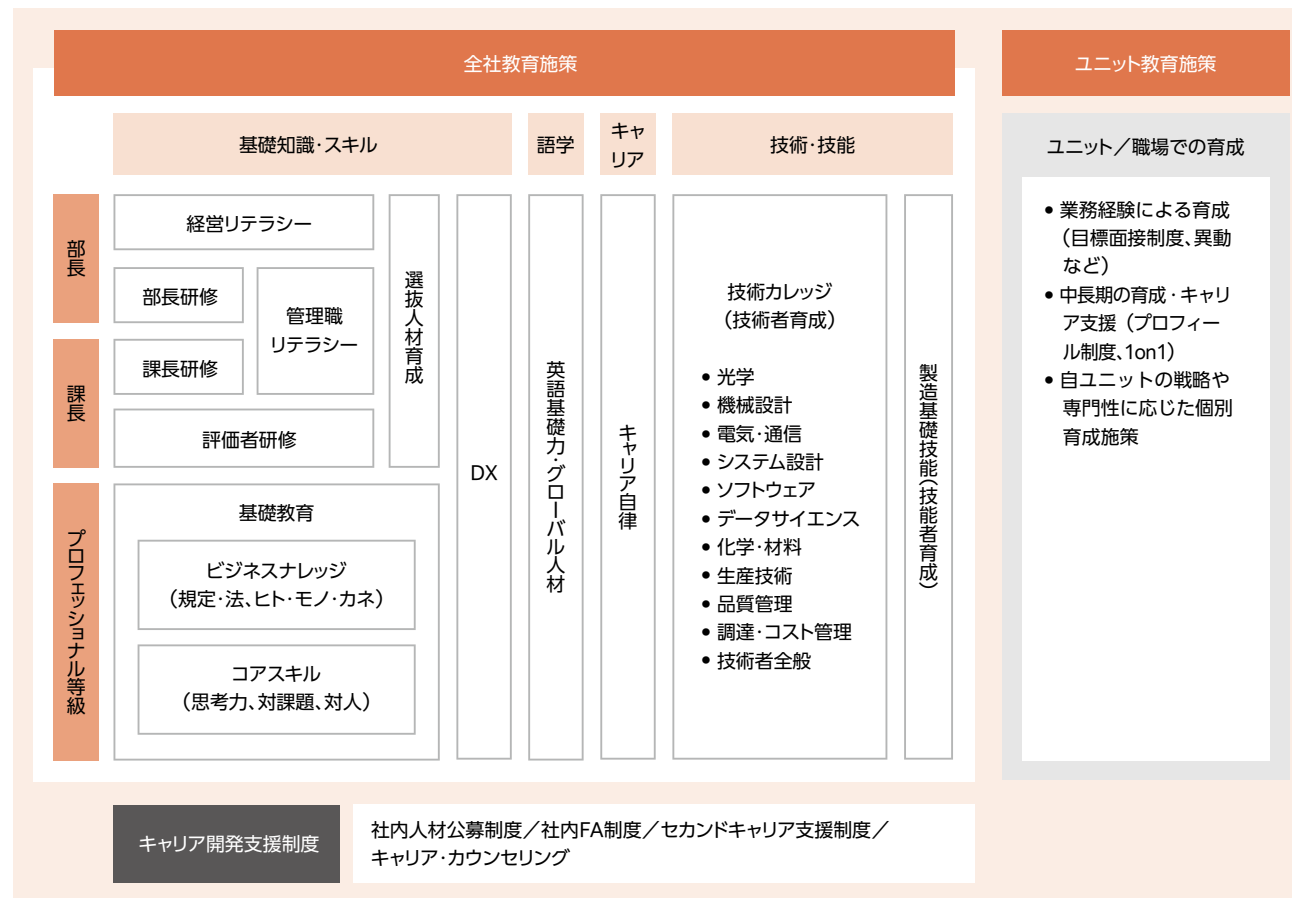 全社教育施策
ユニット教育施策
基礎知識・スキル
語学
キャ
リア
技術・技能
ユニット／職場での育成
部長
課長
プロフェッショナル等級
経営リテラシー
部長研修
管理職
リテラシー
課長研修
評価者研修
選抜人材育成
基礎教育
ビジネスナレッジ
（規定・法、ヒト・モノ・カネ）
コアスキル
（思考力、対課題、対人）
DX
英語基礎力・グローバル人材
キャリア自律
技術カレッジ
（技術者育成）
• 光学
• 機械設計
• 電気・通信
• システム設計
• ソフトウェア
• データサイエンス
• 化学・材料
• 生産技術
• 品質管理
• 調達・コスト管理
• 技術者全般
製造基礎技能（技能者育成）
• 業務経験による育成
（目標面接制度、異動
など）
• 中長期の育成・キャリ
ア支援（プロフィー
ル制度、1on1）
• 自ユニットの戦略や
専門性に応じた個別
育成施策
キャリア開発支援制度
社内人材公募制度／社内FA制度／セカンドキャリア支援制度／
キャリア・カウンセリング